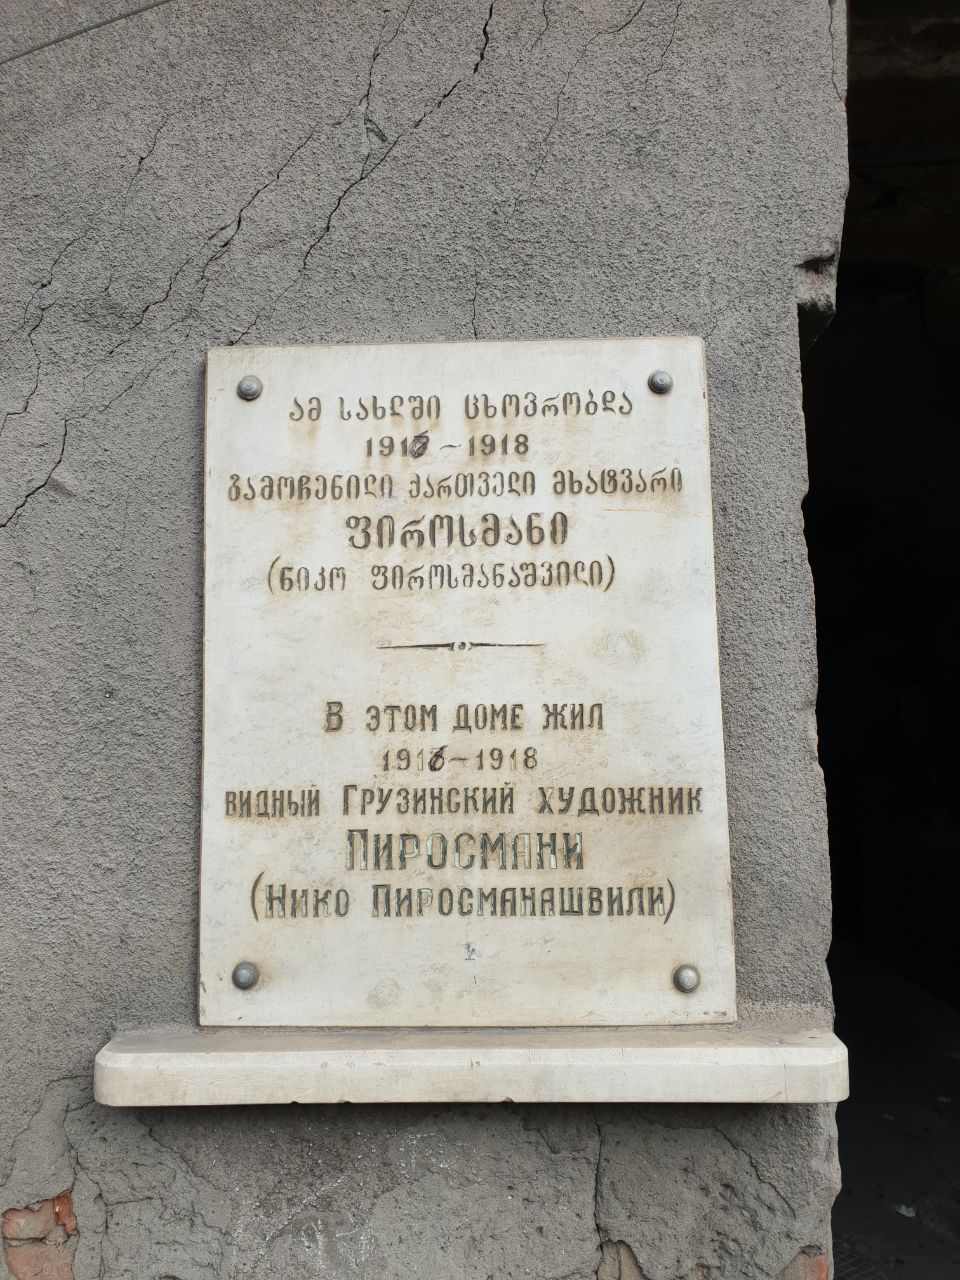 ამ სახლში ცხოვრობდა
1916–1918
გამოჩენილი ქართველი მხატვარი
ფიროსმანი
(ნიკო ფიროსმანაშვილი)
В этом доме жил
1916–1918
видный Грузинский художник
Пиросмани
(Нико Пиросманашвили)